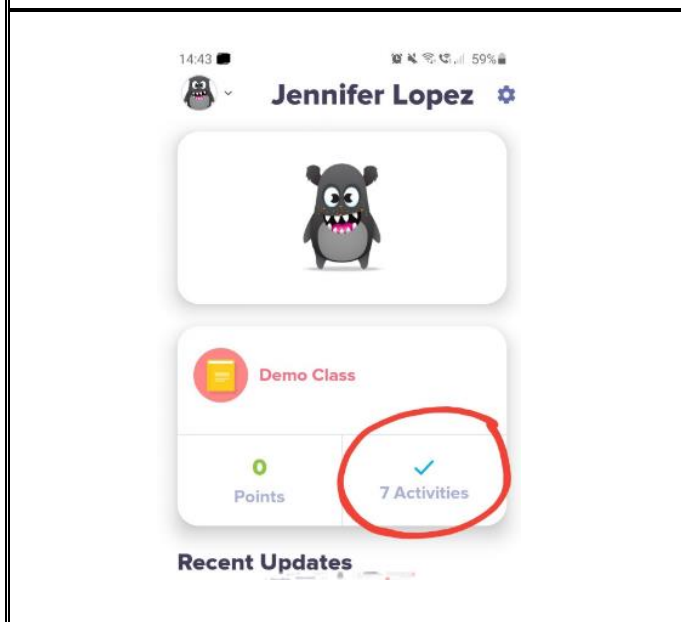 14:43 59%
Jennifer Lopez
Demo Class
0
Points
7 Activities
Recent Updates